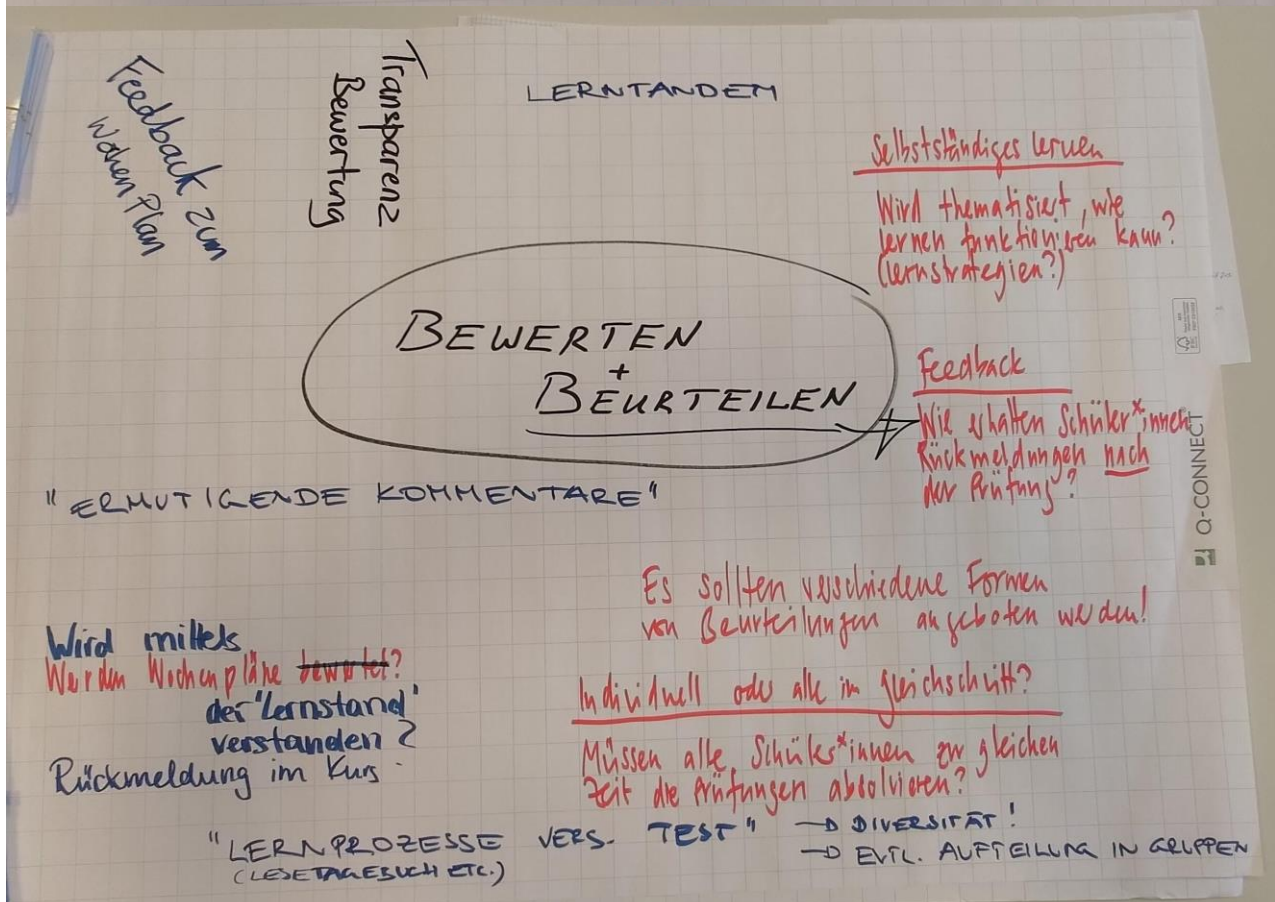 Feedback zum
Wochen Plan
Transparenz
Bewertung
LERNTANDEM
Selbstständiges lernen
Wird thematisiert, wie
lernen funktionieren kann?
(lernstrategien?)
BEWERTEN
+
BEURTEILEN
Feedback
Wie erhalten Schüler*innen
Rückmeldungen nach
der Prüfung?
Q-CONNECT
"ERMUTIGENDE KOMMENTARE"
Es sollten verschiedene Formen
von Beurteilungen angeboten werden!
Wird mittels
Werden Wochenpläne bewertet?
der "Lernstand"
verstanden?
Rückmeldung im Kurs
Individuell oder alle im gleichschritt?
Müssen alle Schüler*innen zur gleichen
Zeit die Prüfungen absolvieren?
"LERNPROZESSE VERS. TEST" → DIVERSITÄT!
(LESETAGEBUCH ETC.) → EVTL. AUFTEILUNG IN GRUPPEN